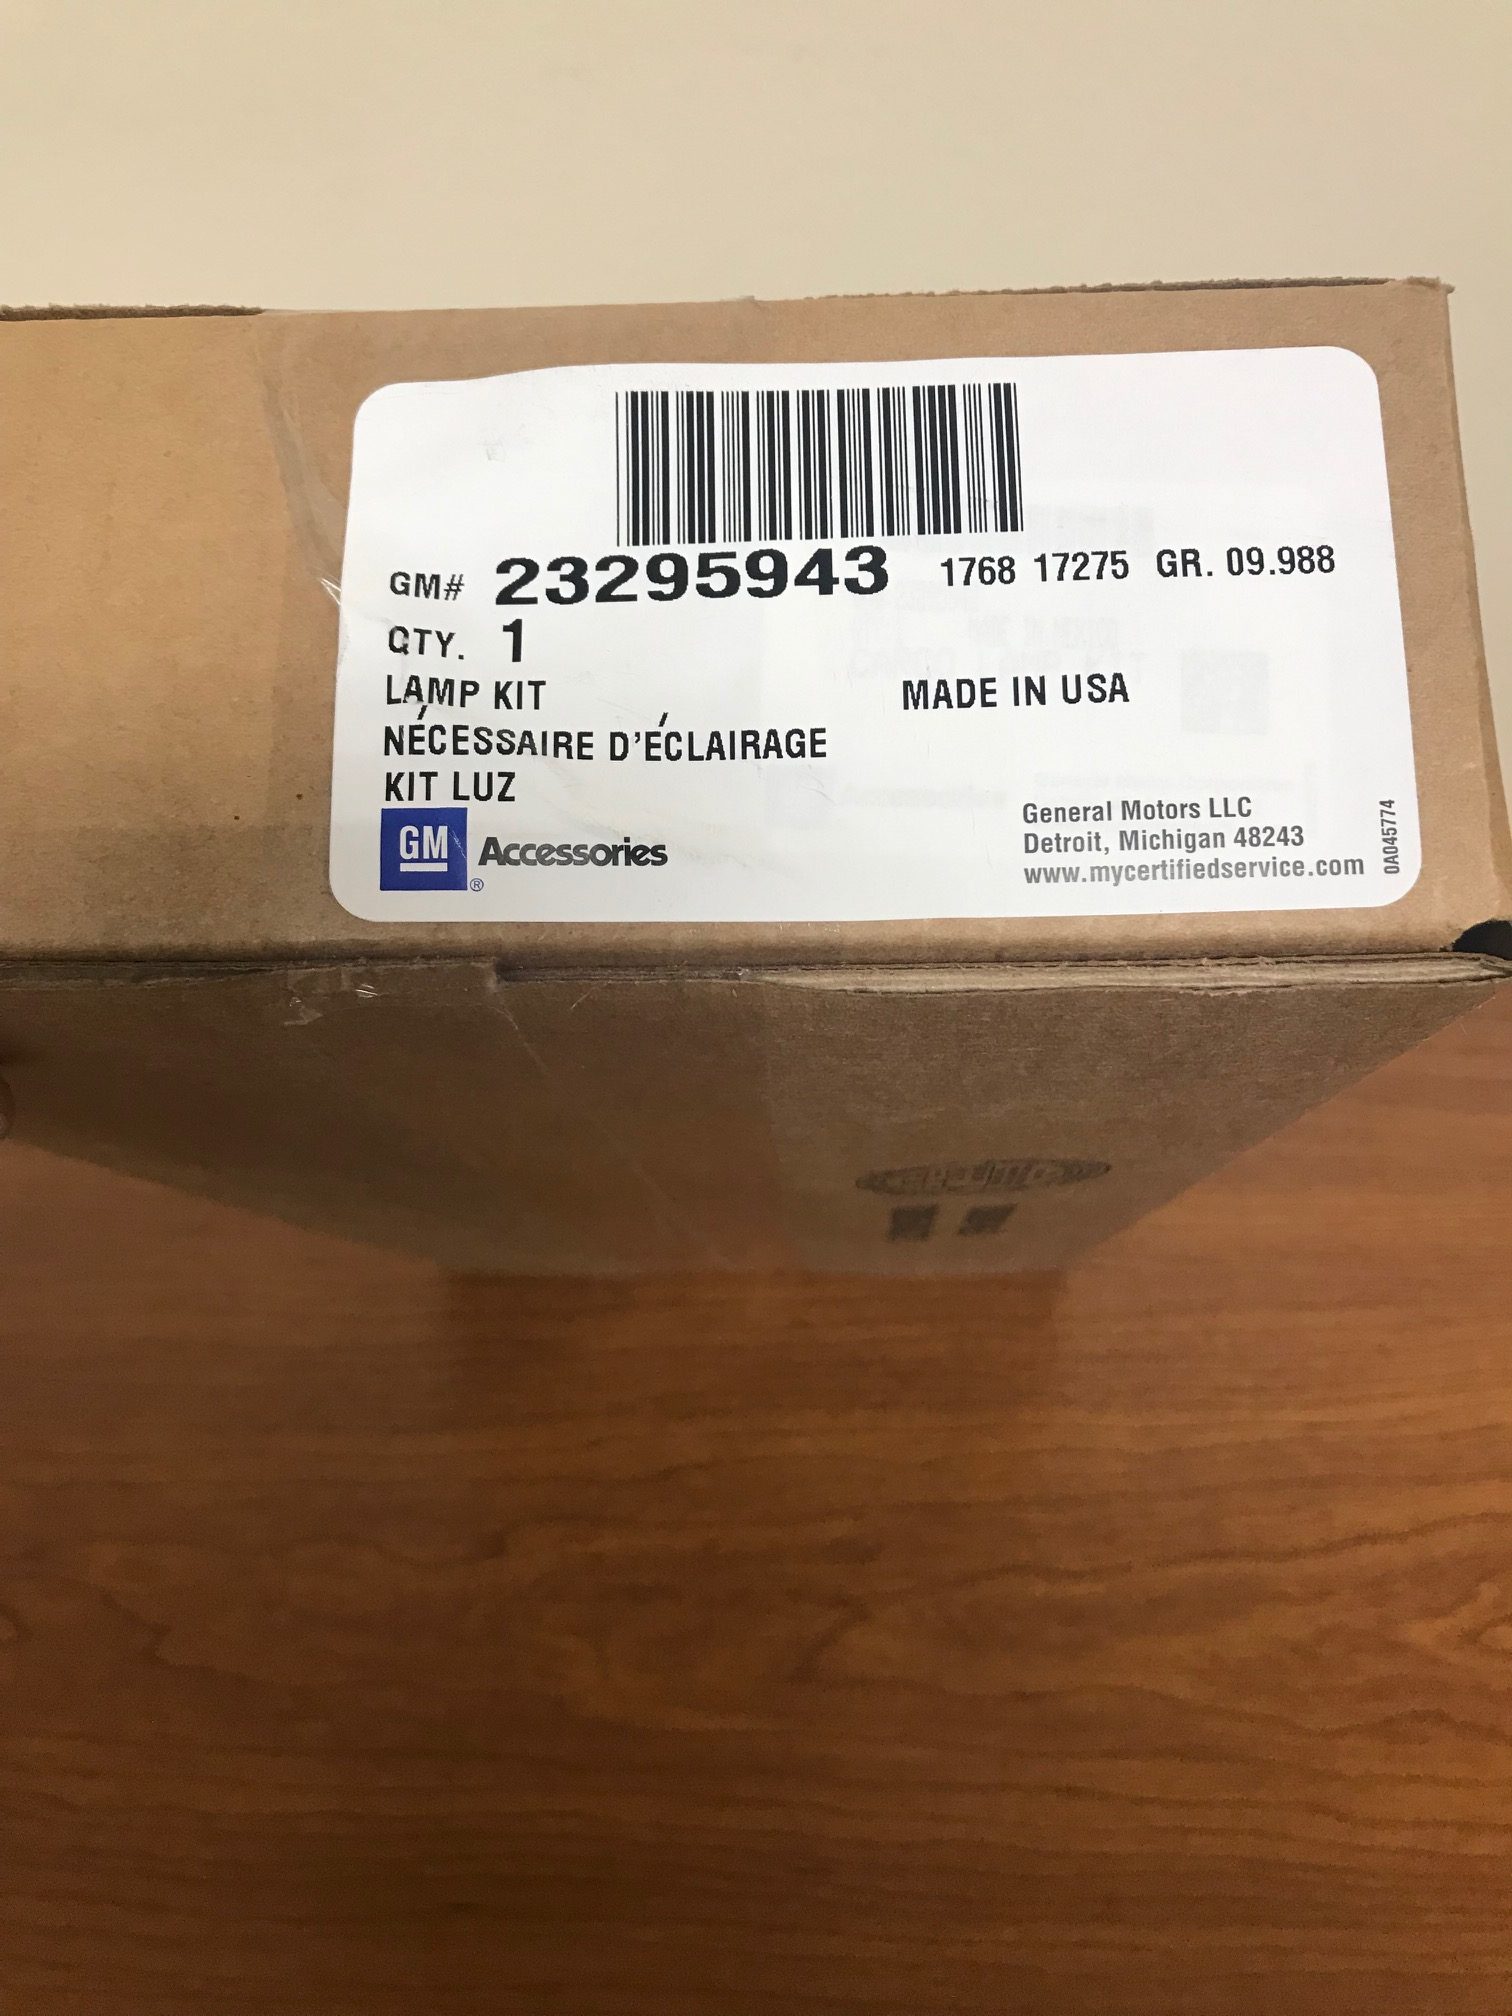 GM# 23295943 1768 17275 GR. 09.988
QTY. 1
LAMP KIT MADE IN USA
NÉCESSAIRE D'ÉCLAIRAGE
KIT LUZ
GM ® Accessories
General Motors LLC
Detroit, Michigan 48243
www.mycertifiedservice.com
0A045774